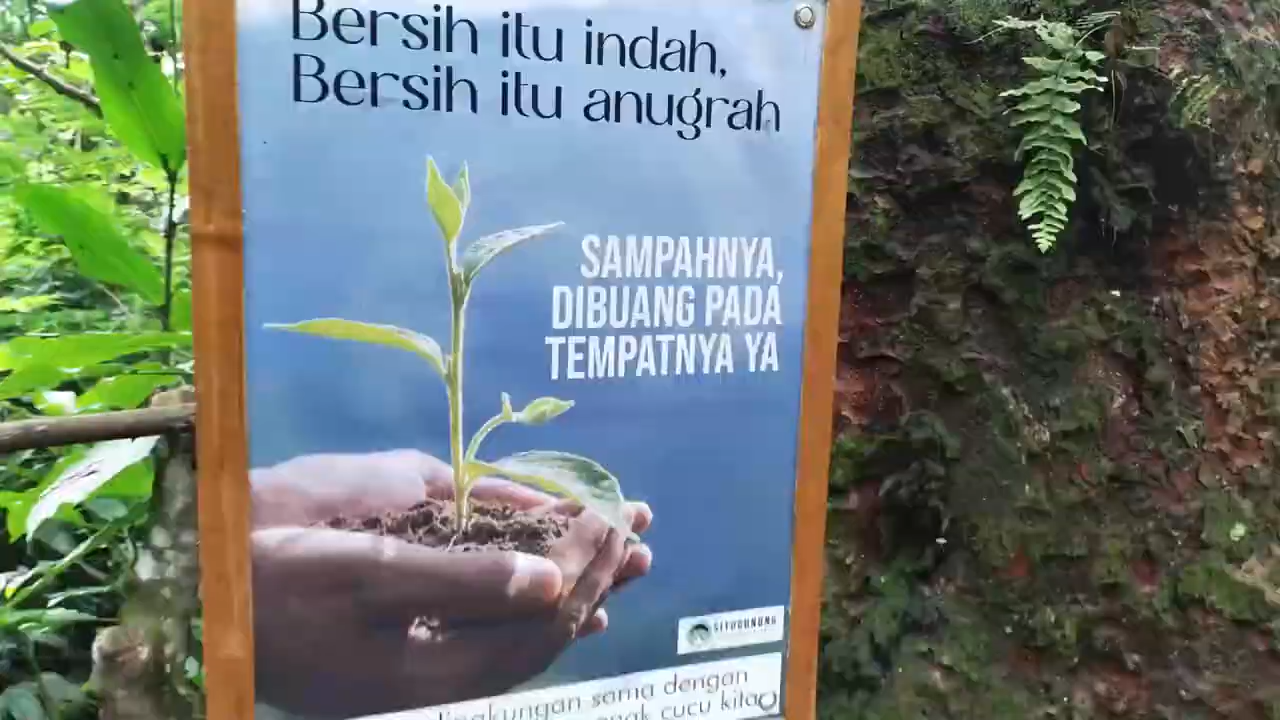 Bersih itu indah,
Bersih itu anugrah
SAMPAHNYA,
DIBUANG PADA
TEMPATNYA YA
SITUGUNUNG
lingkungan sama dengan
anak cucu kita